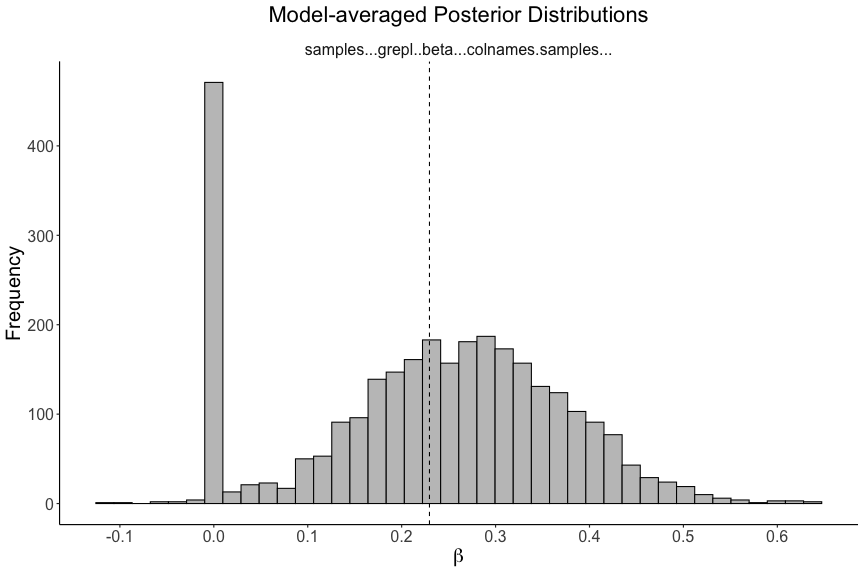 Model-averaged Posterior Distributions
samples...grepl..beta...colnames.samples...
Frequency
400
300
200
100
0
-0.1 0.0 0.1 0.2 0.3 0.4 0.5 0.6
β